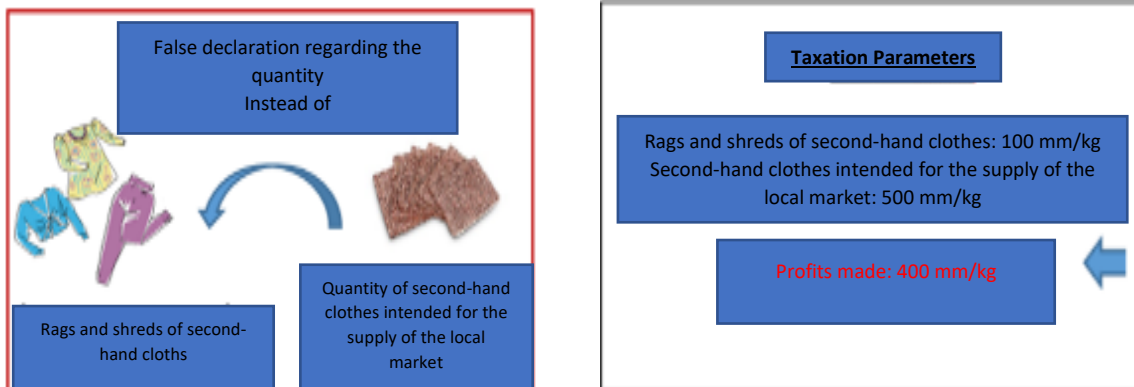 False declaration regarding the
quantity
Instead of
Rags and shreds of second-
hand cloths
Quantity of second-hand
clothes intended for the
supply of the local
market
Taxation Parameters
Rags and shreds of second-hand clothes: 100 mm/kg
Second-hand clothes intended for the supply of the
local market: 500 mm/kg
Profits made: 400 mm/kg